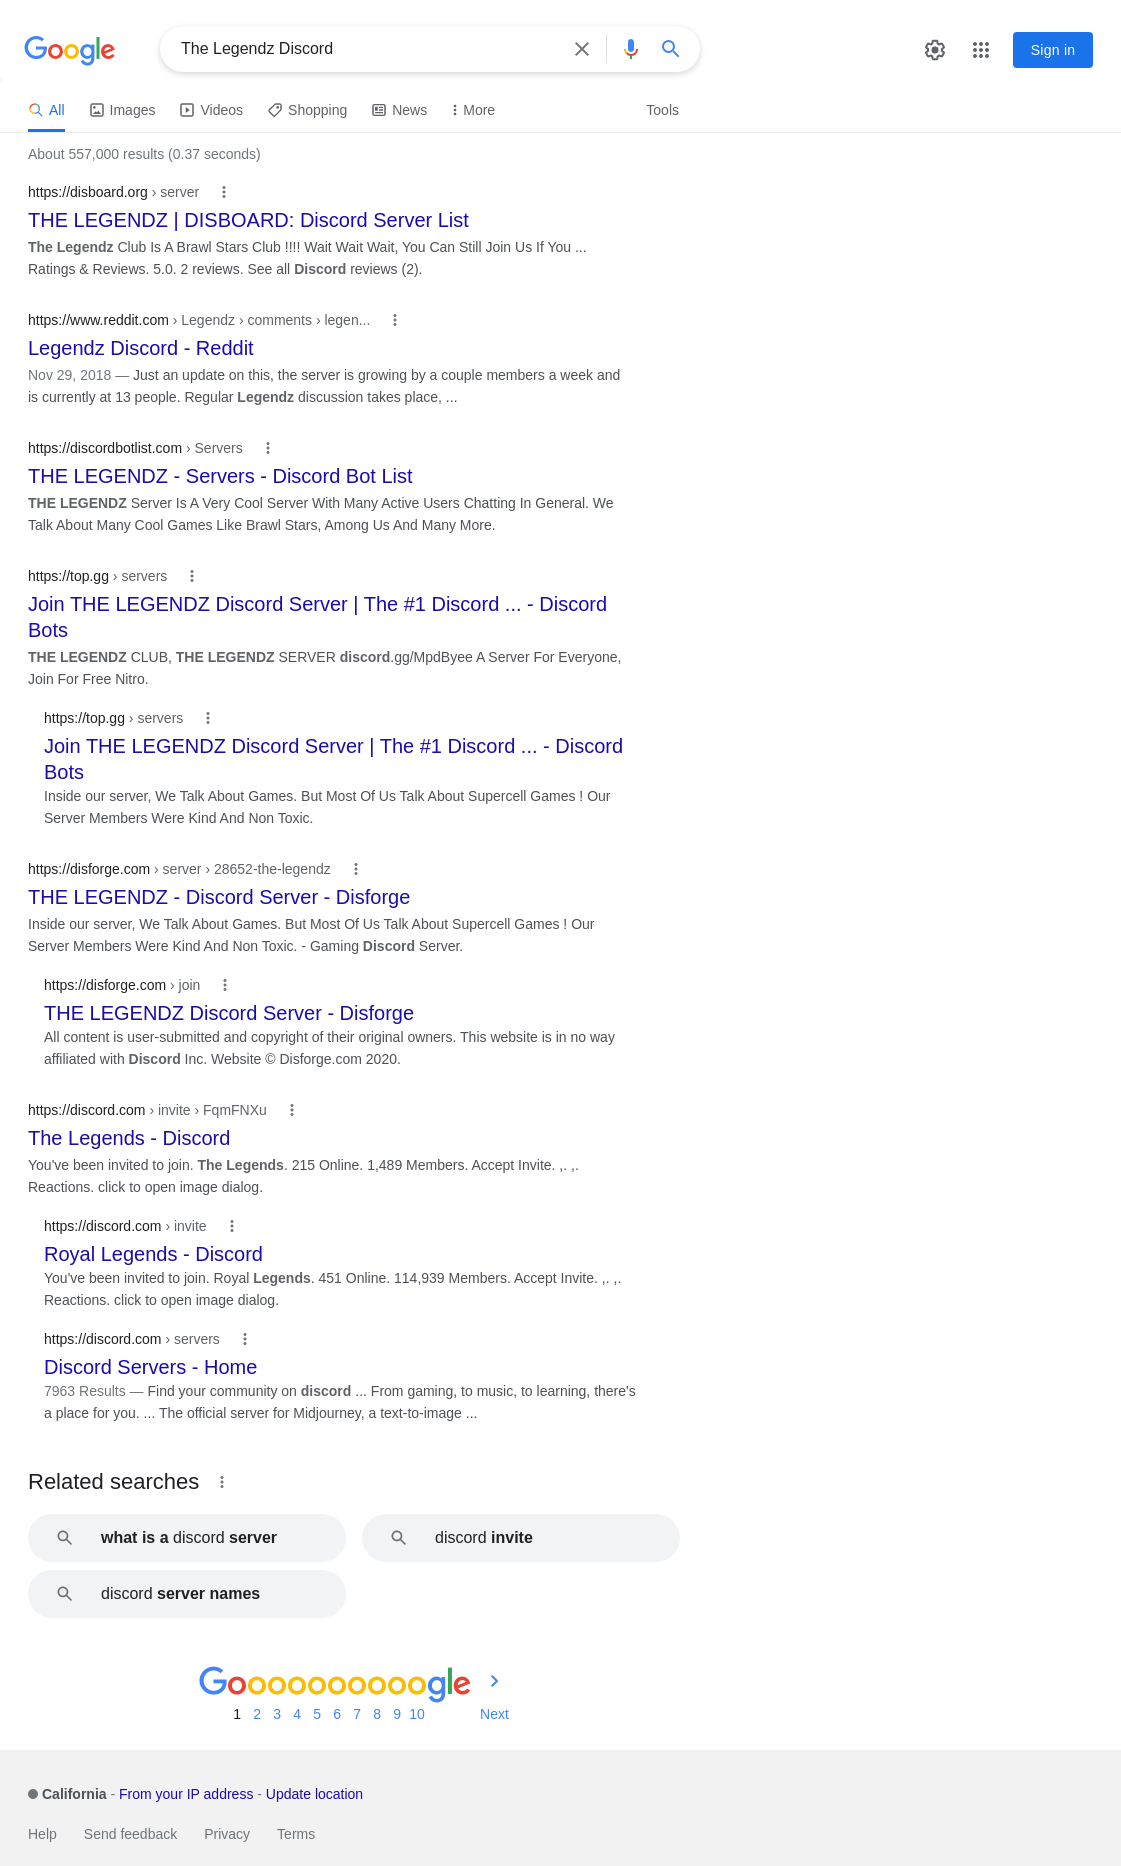 Google
The Legendz Discord
Sign in
All Images Videos Shopping News More Tools
About 557,000 results (0.37 seconds)
https://disboard.org › server
THE LEGENDZ | DISBOARD: Discord Server List
The Legendz Club Is A Brawl Stars Club !!!! Wait Wait Wait, You Can Still Join Us If You ...
Ratings & Reviews. 5.0. 2 reviews. See all Discord reviews (2).
https://www.reddit.com › Legendz › comments › legen...
Legendz Discord - Reddit
Nov 29, 2018 — Just an update on this, the server is growing by a couple members a week and
is currently at 13 people. Regular Legendz discussion takes place, ...
https://discordbotlist.com › Servers
THE LEGENDZ - Servers - Discord Bot List
THE LEGENDZ Server Is A Very Cool Server With Many Active Users Chatting In General. We
Talk About Many Cool Games Like Brawl Stars, Among Us And Many More.
https://top.gg › servers
Join THE LEGENDZ Discord Server | The #1 Discord ... - Discord
Bots
THE LEGENDZ CLUB, THE LEGENDZ SERVER discord.gg/MpdByee A Server For Everyone,
Join For Free Nitro.
https://top.gg › servers
Join THE LEGENDZ Discord Server | The #1 Discord ... - Discord
Bots
Inside our server, We Talk About Games. But Most Of Us Talk About Supercell Games ! Our
Server Members Were Kind And Non Toxic.
https://disforge.com › server › 28652-the-legendz
THE LEGENDZ - Discord Server - Disforge
Inside our server, We Talk About Games. But Most Of Us Talk About Supercell Games ! Our
Server Members Were Kind And Non Toxic. - Gaming Discord Server.
https://disforge.com › join
THE LEGENDZ Discord Server - Disforge
All content is user-submitted and copyright of their original owners. This website is in no way
affiliated with Discord Inc. Website © Disforge.com 2020.
https://discord.com › invite › FqmFNXu
The Legends - Discord
You've been invited to join. The Legends. 215 Online. 1,489 Members. Accept Invite. ,. ,.
Reactions. click to open image dialog.
https://discord.com › invite
Royal Legends - Discord
You've been invited to join. Royal Legends. 451 Online. 114,939 Members. Accept Invite. ,. ,.
Reactions. click to open image dialog.
https://discord.com › servers
Discord Servers - Home
7963 Results — Find your community on discord ... From gaming, to music, to learning, there's
a place for you. ... The official server for Midjourney, a text-to-image ...
Related searches
what is a discord server
discord invite
discord server names
Goooooooooogle
1 2 3 4 5 6 7 8 9 10 Next
California - From your IP address - Update location
Help Send feedback Privacy Terms